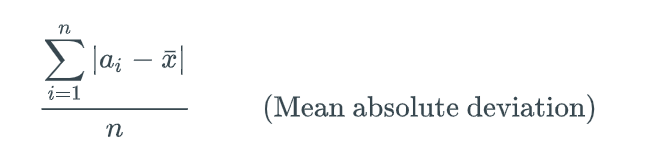 n
∑ |aᵢ − x̄|
i=1
n
(Mean absolute deviation)